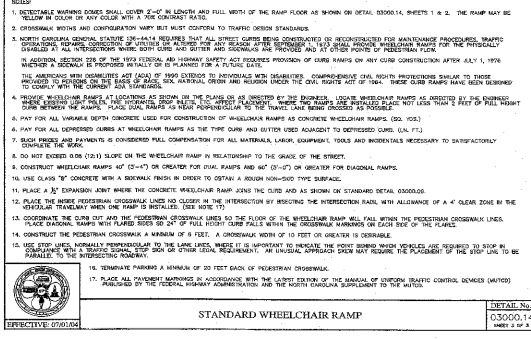 NOTES:
1. DETECTABLE WARNING DOMES SHALL COVER 2'-0" IN LENGTH AND FULL WIDTH OF THE RAMP FLOOR AS SHOWN ON DETAIL 03000.14, SHEETS 1 & 2. THE RAMP MAY BE
YELLOW IN COLOR OR ANY COLOR WITH A 70% CONTRAST RATIO.
2. CROSSWALK WIDTHS AND CONFIGURATION VARY BUT MUST CONFORM TO TRAFFIC DESIGN STANDARDS.
3. NORTH CAROLINA GENERAL STATUTE 136-44.14 REQUIRES THAT ALL STREET CURBS BEING CONSTRUCTED OR RECONSTRUCTED FOR MAINTENANCE PROCEDURES, TRAFFIC
OPERATIONS, REPAIRS, CORRECTION OF UTILITIES OR ALTERED FOR ANY REASON AFTER SEPTEMBER 1, 1973 SHALL PROVIDE WHEELCHAIR RAMPS FOR THE PHYSICALLY
DISABLED AT ALL INTERSECTIONS WHERE BOTH CURB AND GUTTER AND SIDEWALKS ARE PROVIDED AND AT OTHER POINTS OF PEDESTRIAN FLOW.
IN ADDITION, SECTION 228 OF THE 1973 FEDERAL AID HIGHWAY SAFETY ACT REQUIRES PROVISION OF CURB RAMPS ON ANY CURB CONSTRUCTION AFTER JULY 1, 1976
WHETHER A SIDEWALK IS PROPOSED INITIALLY OR IS PLANNED FOR A FUTURE DATE.
THE AMERICANS WITH DISABILITIES ACT (ADA) OF 1990 EXTENDS TO INDIVIDUALS WITH DISABILITIES. COMPREHENSIVE CIVIL RIGHTS PROTECTIONS SIMILAR TO THOSE
PROVIDED TO PERSONS ON THE BASIS OF RACE, SEX, NATIONAL ORIGIN AND RELIGION UNDER THE CIVIL RIGHTS ACT OF 1964. THESE CURB RAMPS HAVE BEEN DESIGNED
TO COMPLY WITH THE CURRENT ADA STANDARDS.
4. PROVIDE WHEELCHAIR RAMPS AT LOCATIONS AS SHOWN ON THE PLANS OR AS DIRECTED BY THE ENGINEER. LOCATE WHEELCHAIR RAMPS AS DIRECTED BY THE ENGINEER
WHERE EXISTING LIGHT POLES, FIRE HYDRANTS, DROP INLETS, ETC. AFFECT PLACEMENT. WHERE TWO RAMPS ARE INSTALLED PLACE NOT LESS THAN 2 FEET OF FULL HEIGHT
CURB BETWEEN THE RAMPS. PLACE DUAL RAMPS AS NEAR PERPENDICULAR TO THE TRAVEL LANE BEING CROSSED AS POSSIBLE.
5. PAY FOR ALL VARIABLE DEPTH CONCRETE USED FOR CONSTRUCTION OF WHEELCHAIR RAMPS AS CONCRETE WHEELCHAIR RAMPS. (SQ. YDS.)
6. PAY FOR ALL DEPRESSED CURBS AT WHEELCHAIR RAMPS AS THE TYPE CURB AND GUTTER USED ADJACENT TO DEPRESSED CURB. (LN. FT.)
7. SUCH PRICES AND PAYMENTS IS CONSIDERED FULL COMPENSATION FOR ALL MATERIALS, LABOR, EQUIPMENT, TOOLS AND INCIDENTALS NECESSARY TO SATISFACTORILY
COMPLETE THE WORK.
8. DO NOT EXCEED 0.08 (12:1) SLOPE ON THE WHEELCHAIR RAMP IN RELATIONSHIP TO THE GRADE OF THE STREET.
9. CONSTRUCT WHEELCHAIR RAMPS 40" (3'-4") OR GREATER FOR DUAL RAMPS AND 60" (5'-0") OR GREATER FOR DIAGONAL RAMPS.
10. USE CLASS "B" CONCRETE WITH A SIDEWALK FINISH IN ORDER TO OBTAIN A ROUGH NON-SKID TYPE SURFACE.
11. PLACE A ½" EXPANSION JOINT WHERE THE CONCRETE WHEELCHAIR RAMP JOINS THE CURB AND AS SHOWN ON STANDARD DETAIL 03000.09.
12. PLACE THE INSIDE PEDESTRIAN CROSSWALK LINES NO CLOSER IN THE INTERSECTION BY BISECTING THE INTERSECTION RADII, WITH ALLOWANCE OF A 4' CLEAR ZONE IN THE
VEHICULAR TRAVELWAY WHEN ONE RAMP IS INSTALLED. (SEE NOTE 17)
13. COORDINATE THE CURB CUT AND THE PEDESTRIAN CROSSWALK LINES SO THE FLOOR OF THE WHEELCHAIR RAMP WILL FALL WITHIN THE PEDESTRIAN CROSSWALK LINES.
PLACE DIAGONAL RAMPS WITH FLARED SIDES SO 24" OF FULL HEIGHT CURB FALLS WITHIN THE CROSSWALK MARKINGS ON EACH SIDE OF THE FLARES.
14. CONSTRUCT THE PEDESTRIAN CROSSWALK A MINIMUM OF 6 FEET. A CROSSWALK WIDTH OF 10 FEET OR GREATER IS DESIRABLE.
15. USE STOP LINES, NORMALLY PERPENDICULAR TO THE LANE LINES, WHERE IT IS IMPORTANT TO INDICATE THE POINT BEHIND WHICH VEHICLES ARE REQUIRED TO STOP IN
COMPLIANCE WITH A TRAFFIC SIGNAL, STOP SIGN OR OTHER LEGAL REQUIREMENT. AN UNUSUAL APPROACH SKEW MAY REQUIRE THE PLACEMENT OF THE STOP LINE TO BE
PARALLEL TO THE INTERSECTING ROADWAY.
16. TERMINATE PARKING A MINIMUM OF 20 FEET BACK OF PEDESTRIAN CROSSWALK.
17. PLACE ALL PAVEMENT MARKINGS IN ACCORDANCE WITH THE LATEST EDITION OF THE MANUAL OF UNIFORM TRAFFIC CONTROL DEVICES (MUTCD)
PUBLISHED BY THE FEDERAL HIGHWAY ADMINISTRATION AND THE NORTH CAROLINA SUPPLEMENT TO THE MUTCD.
EFFECTIVE: 07/01/04
STANDARD WHEELCHAIR RAMP
DETAIL No.
03000.14
SHEET 3 OF 3